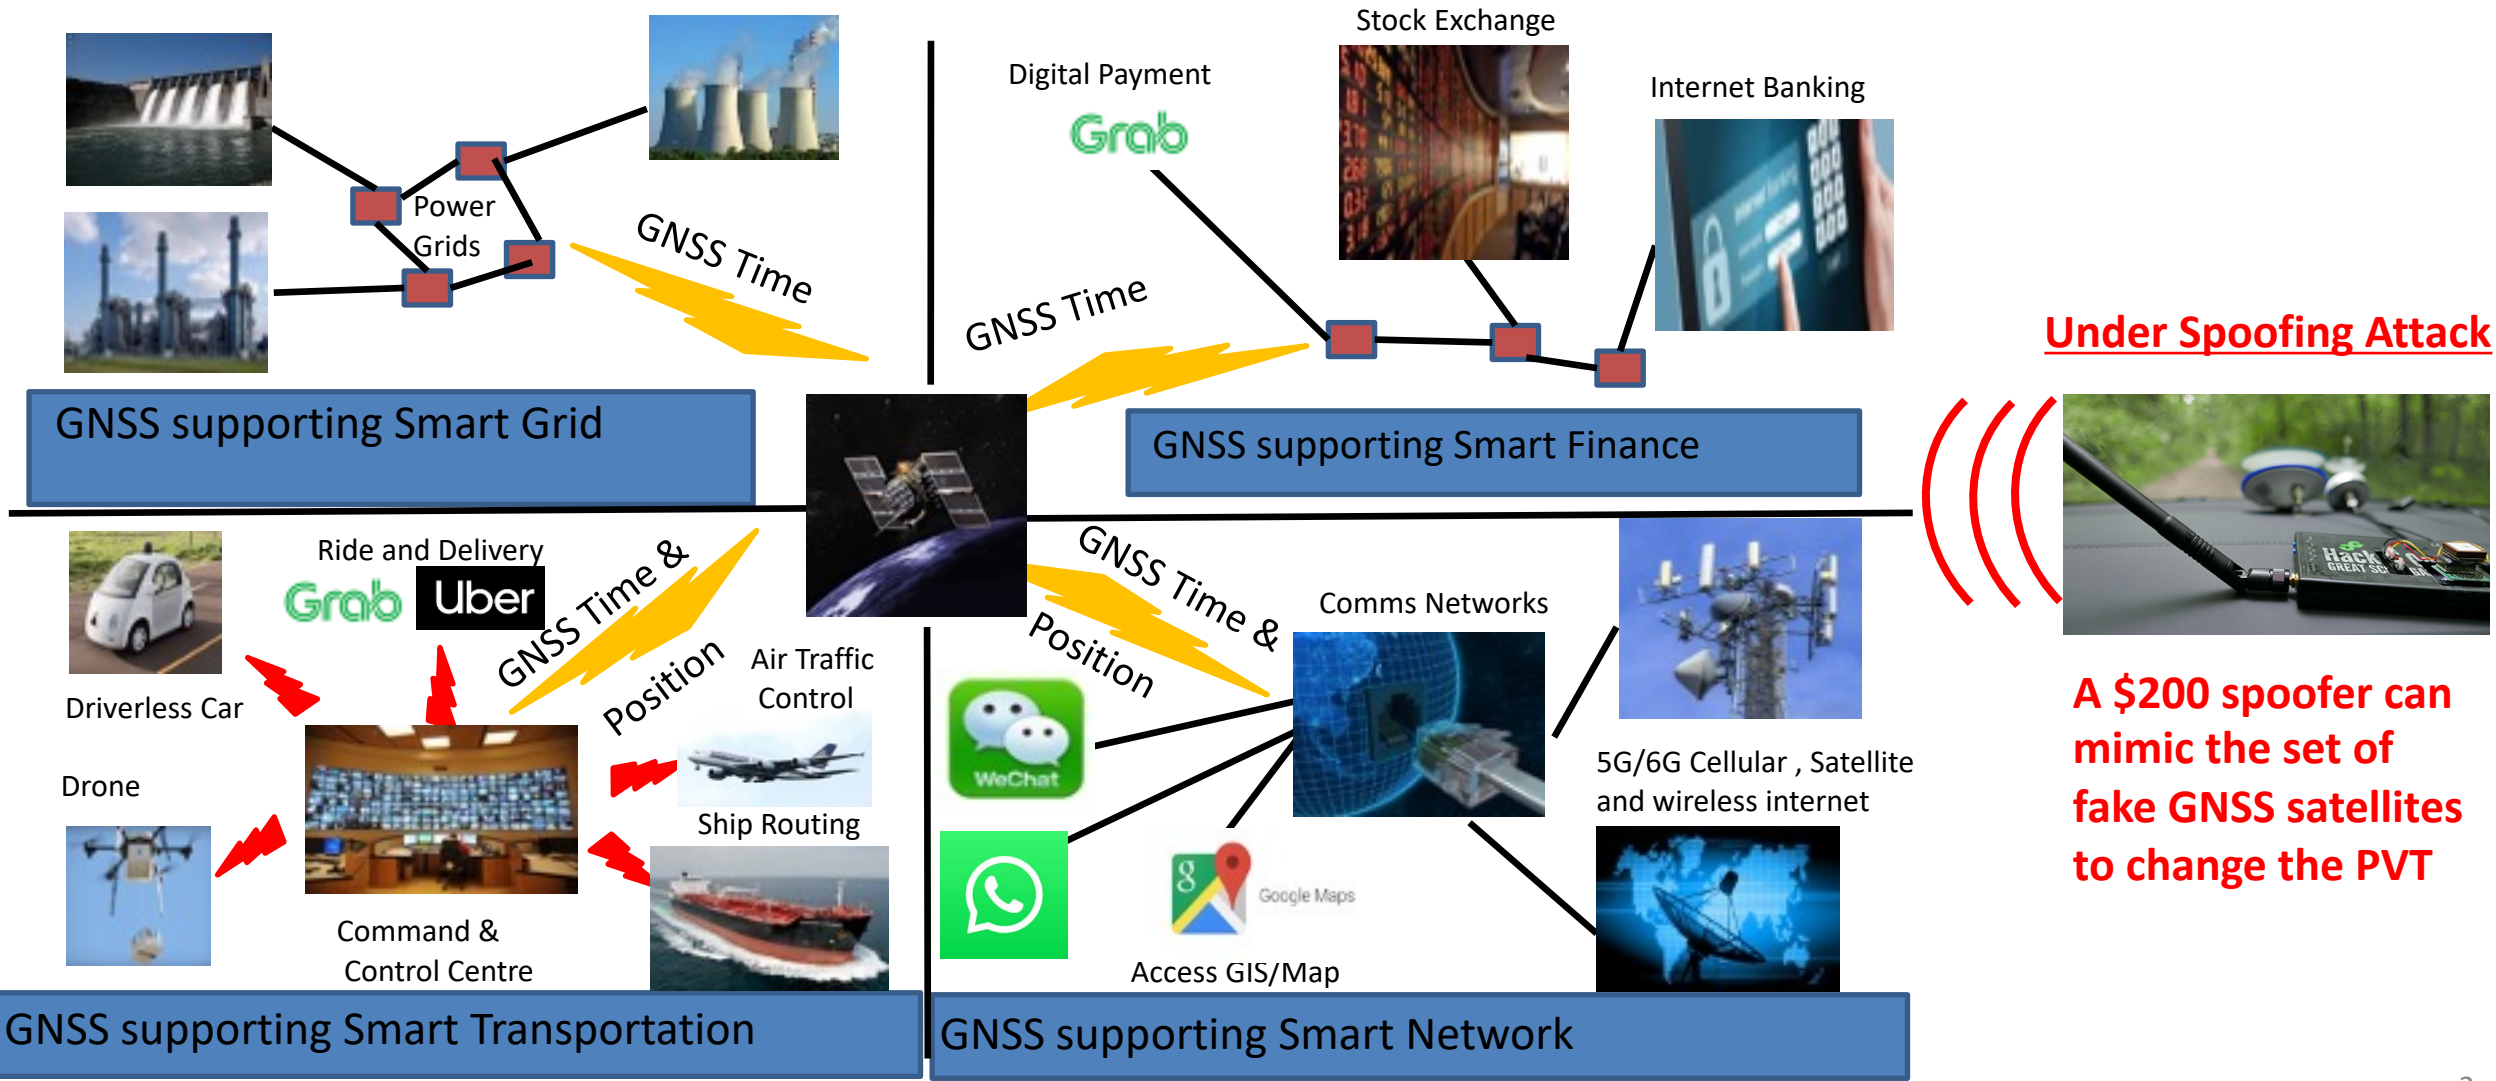 Stock Exchange
Digital Payment
Grab
Internet Banking
Power
Grids
GNSS Time
GNSS Time
Under Spoofing Attack
GNSS supporting Smart Grid
GNSS supporting Smart Finance
Ride and Delivery
Grab
Uber
GNSS Time &
Position
Driverless Car
Drone
Air Traffic
Control
Ship Routing
Command &
Control Centre
GNSS Time &
Position
Comms Networks
WeChat
5G/6G Cellular , Satellite
and wireless internet
g
Google Maps
Access GIS/Map
Hack
GREAT SC
A $200 spoofer can
mimic the set of
fake GNSS satellites
to change the PVT
GNSS supporting Smart Transportation
GNSS supporting Smart Network